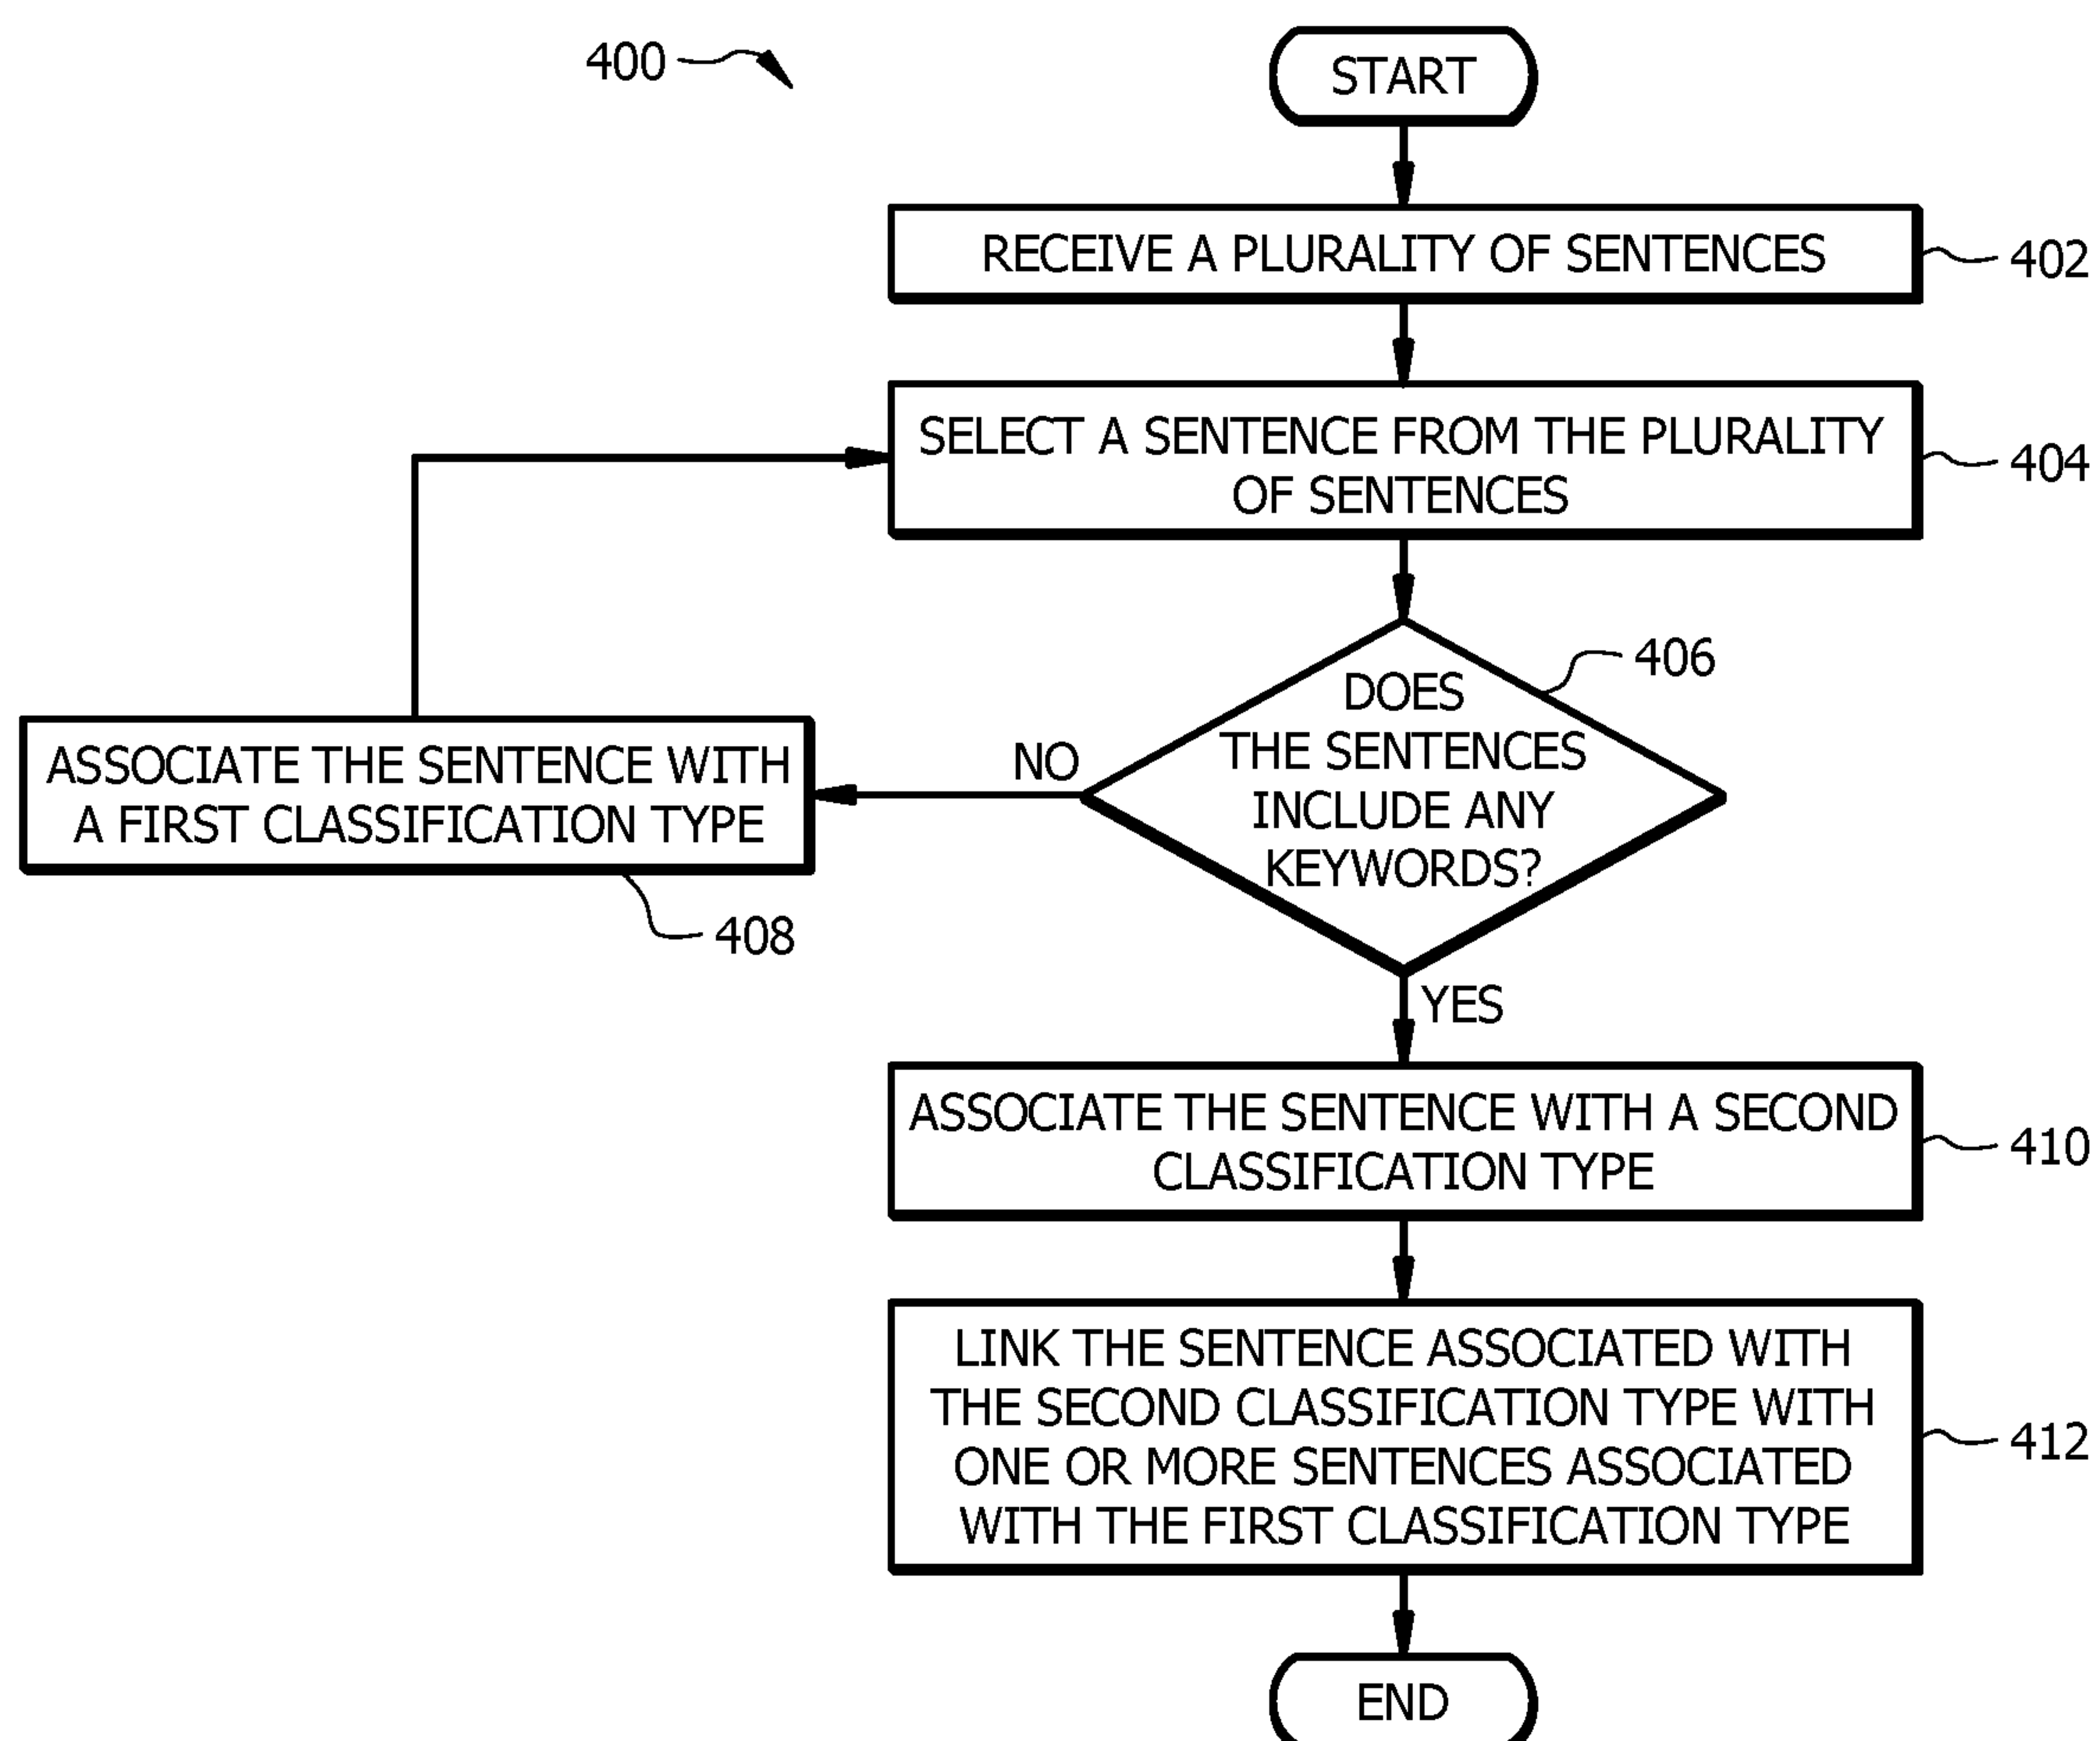 400
START
RECEIVE A PLURALITY OF SENTENCES
402
SELECT A SENTENCE FROM THE PLURALITY
OF SENTENCES
404
406
DOES
THE SENTENCES
INCLUDE ANY
KEYWORDS?
NO
ASSOCIATE THE SENTENCE WITH
A FIRST CLASSIFICATION TYPE
408
YES
ASSOCIATE THE SENTENCE WITH A SECOND
CLASSIFICATION TYPE
410
LINK THE SENTENCE ASSOCIATED WITH
THE SECOND CLASSIFICATION TYPE WITH
ONE OR MORE SENTENCES ASSOCIATED
WITH THE FIRST CLASSIFICATION TYPE
412
END